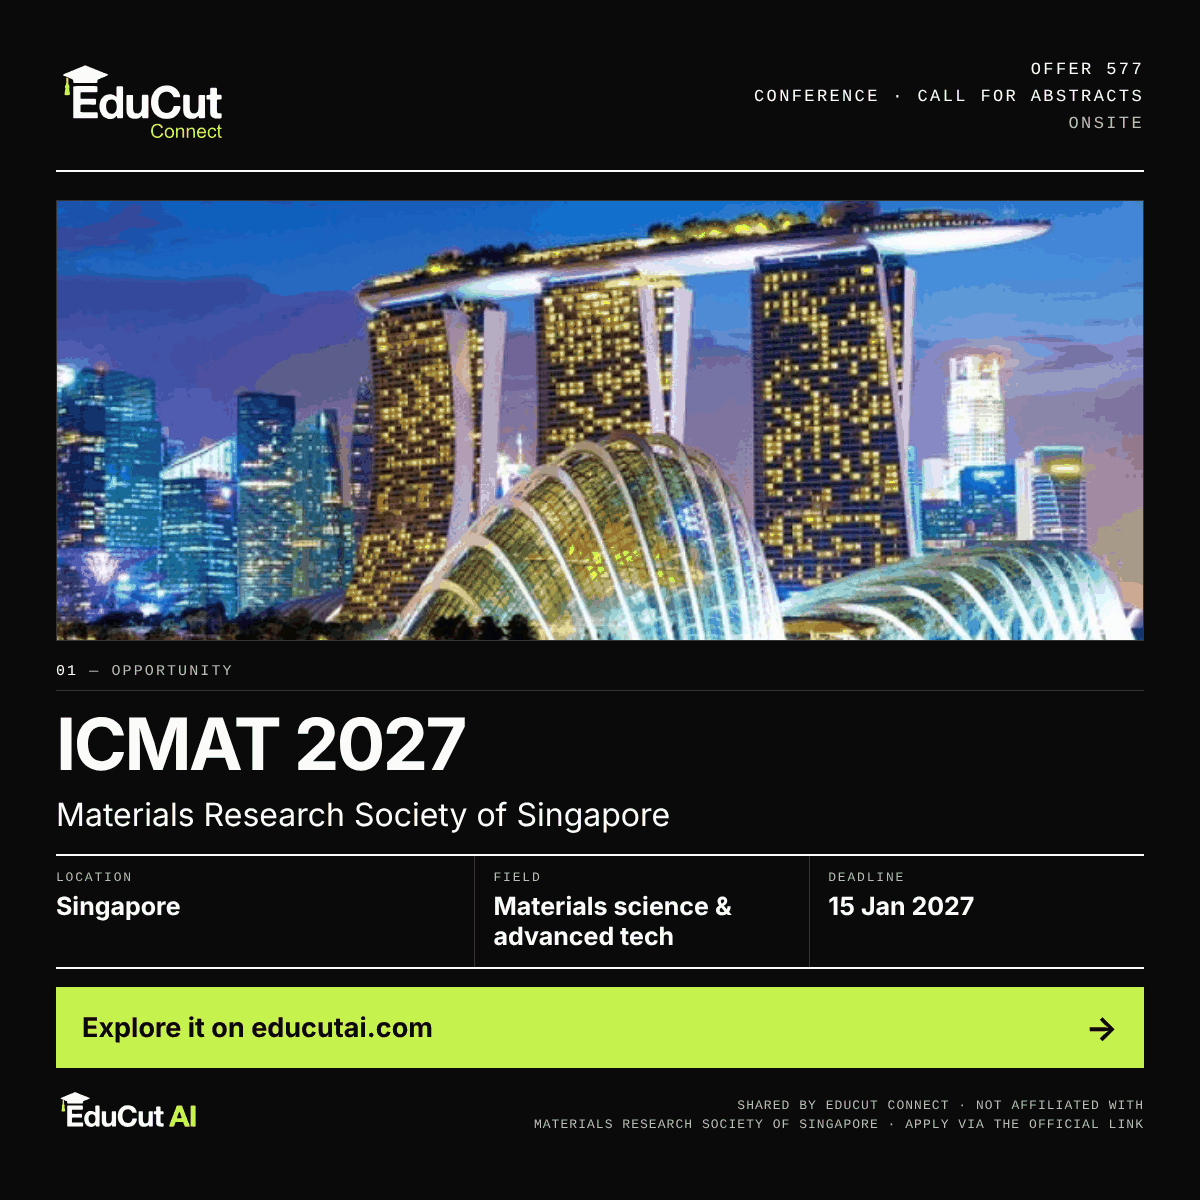 EduCut
Connect
OFFER 577
CONFERENCE · CALL FOR ABSTRACTS
ONSITE
01 — OPPORTUNITY
ICMAT 2027
Materials Research Society of Singapore
LOCATION
Singapore
FIELD
Materials science &
advanced tech
DEADLINE
15 Jan 2027
Explore it on educutai.com →
EduCut AI
SHARED BY EDUCUT CONNECT · NOT AFFILIATED WITH
MATERIALS RESEARCH SOCIETY OF SINGAPORE · APPLY VIA THE OFFICIAL LINK